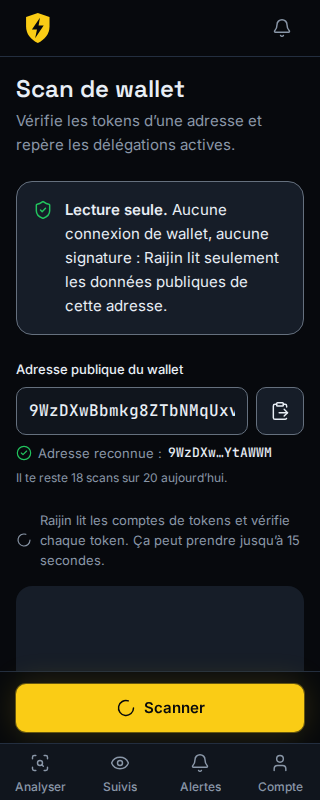 Scan de wallet
Vérifie les tokens d’une adresse et
repère les délégations actives.
Lecture seule. Aucune
connexion de wallet, aucune
signature : Raijin lit seulement
les données publiques de
cette adresse.
Adresse publique du wallet
9WzDXwBbmkg8ZTbNMqUxv
Adresse reconnue : 9WzDXw…YtAWWM
Il te reste 18 scans sur 20 aujourd’hui.
Raijin lit les comptes de tokens et vérifie
chaque token. Ça peut prendre jusqu’à 15
secondes.
Scanner
Analyser Suivis Alertes Compte